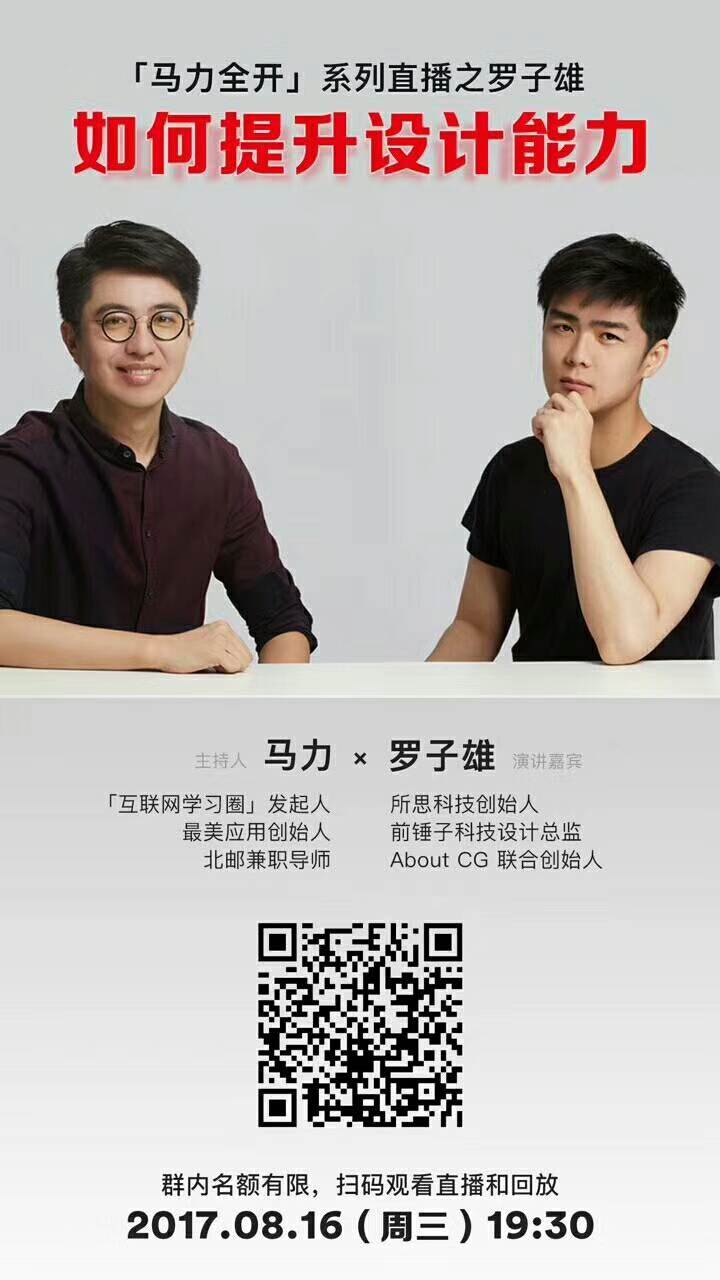 「马力全开」系列直播之罗子雄
如何提升设计能力
主持人 马力 × 罗子雄 演讲嘉宾
「互联网学习圈」发起人 所思科技创始人
最美应用创始人 前锤子科技设计总监
北邮兼职导师 About CG 联合创始人
群内名额有限，扫码观看直播和回放
2017.08.16（周三）19:30